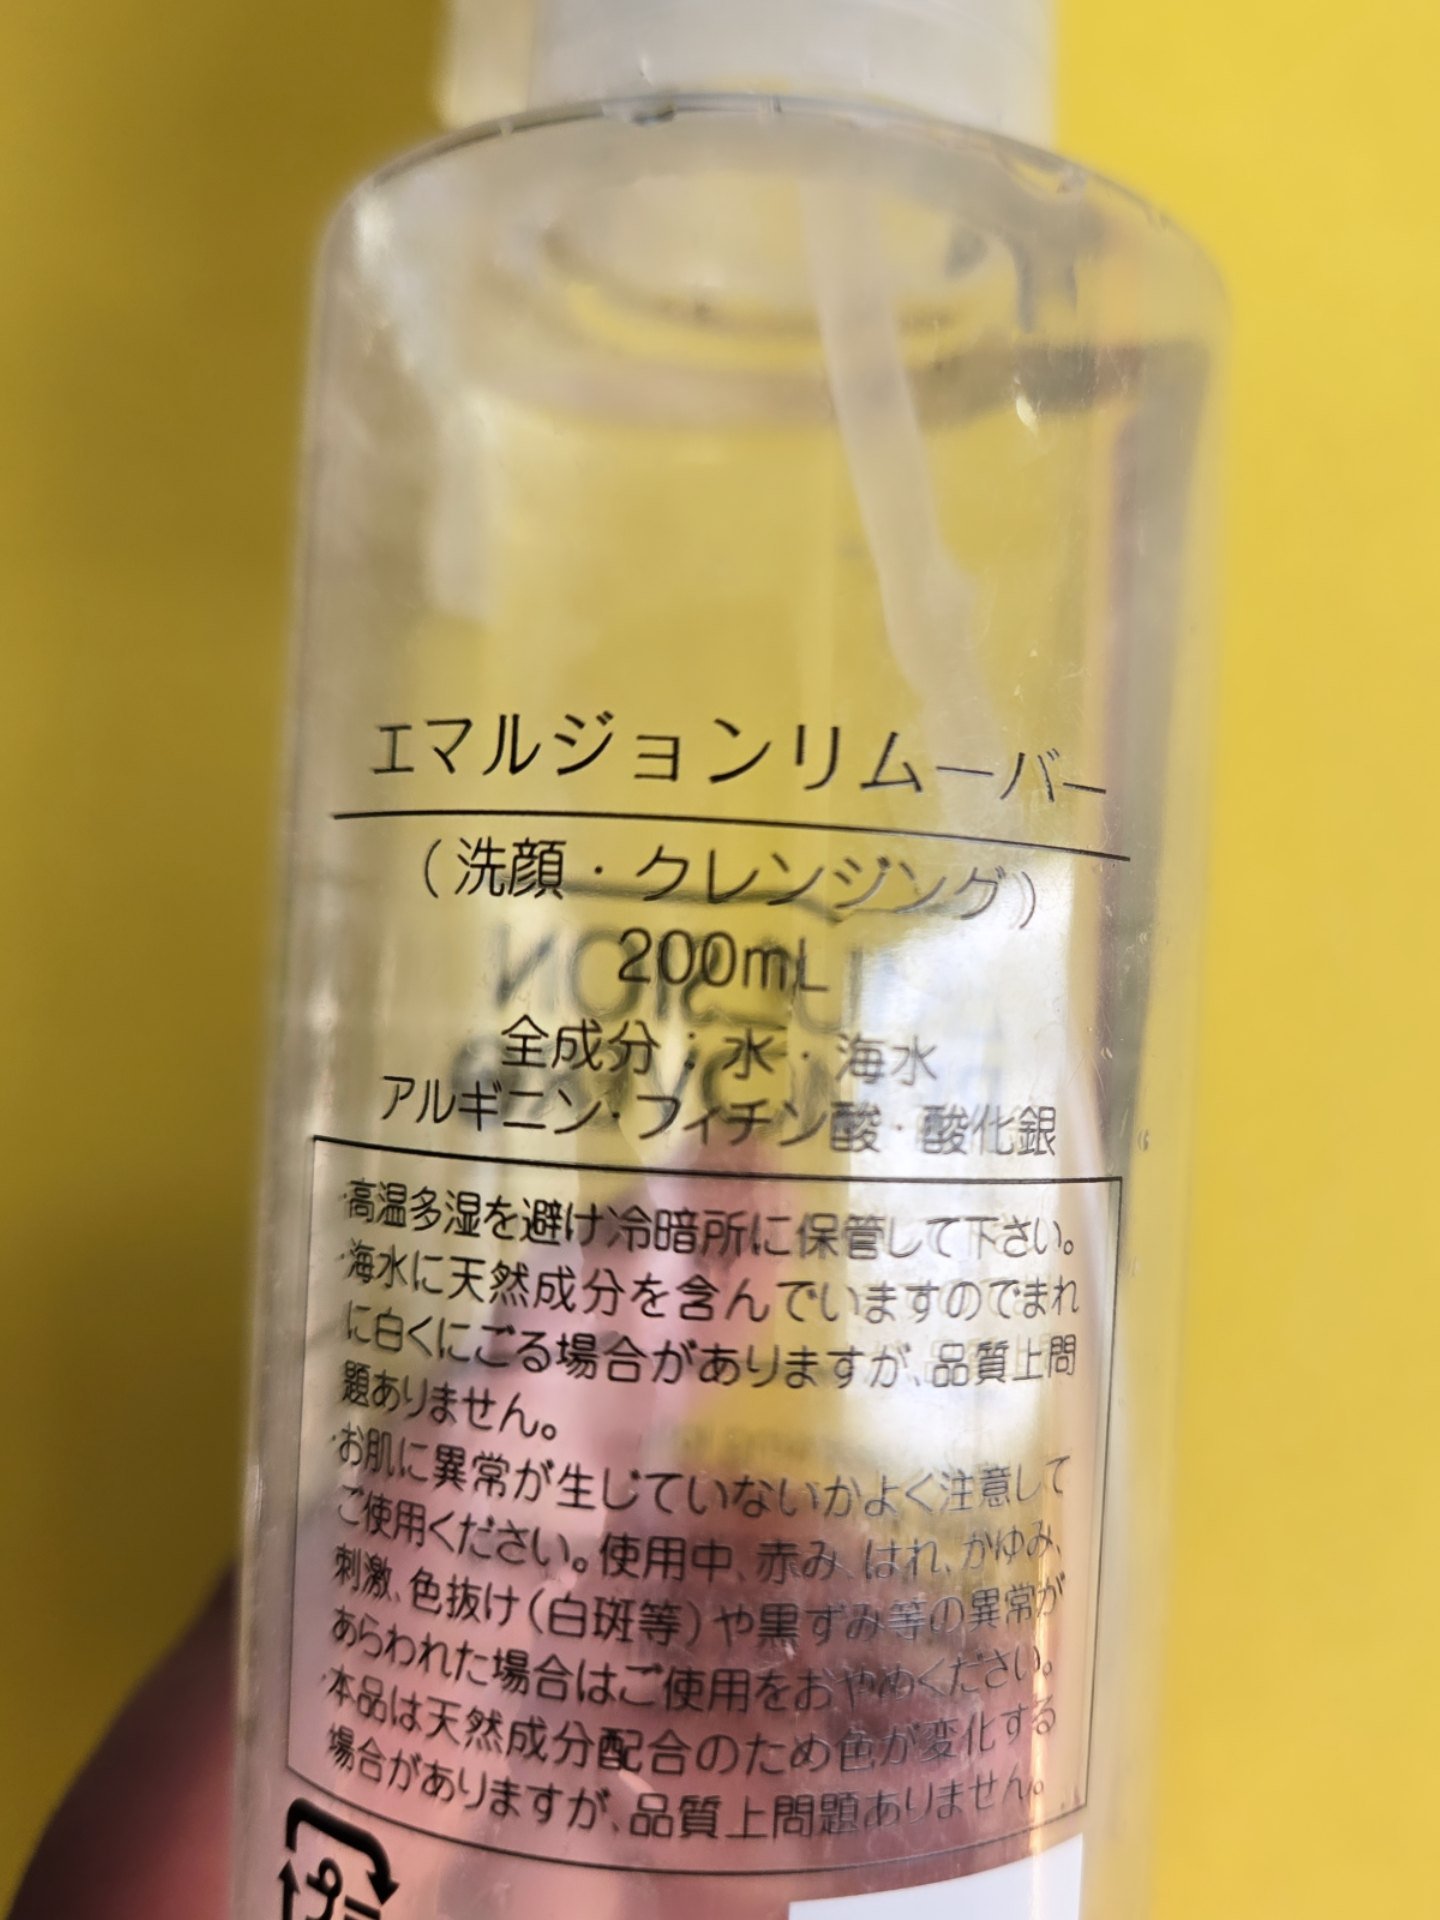 エマルジョンリムーバー
(洗顔・クレンジング)
200mL
全成分:水・海水
アルギニン・フィチン酸・酸化銀
・高温多湿を避け冷暗所に保管して下さい。
・海水に天然成分を含んでいますのでまれ
に白くにごる場合がありますが、品質上問
題ありません。
・お肌に異常が生じていないかよく注意して
ご使用ください。使用中、赤み、はれ、かゆみ、
刺激、色抜け(白斑等)や黒ずみ等の異常が
あらわれた場合はご使用をおやめください。
・本品は天然成分配合のため色が変化する
場合がありますが、品質上問題ありません。